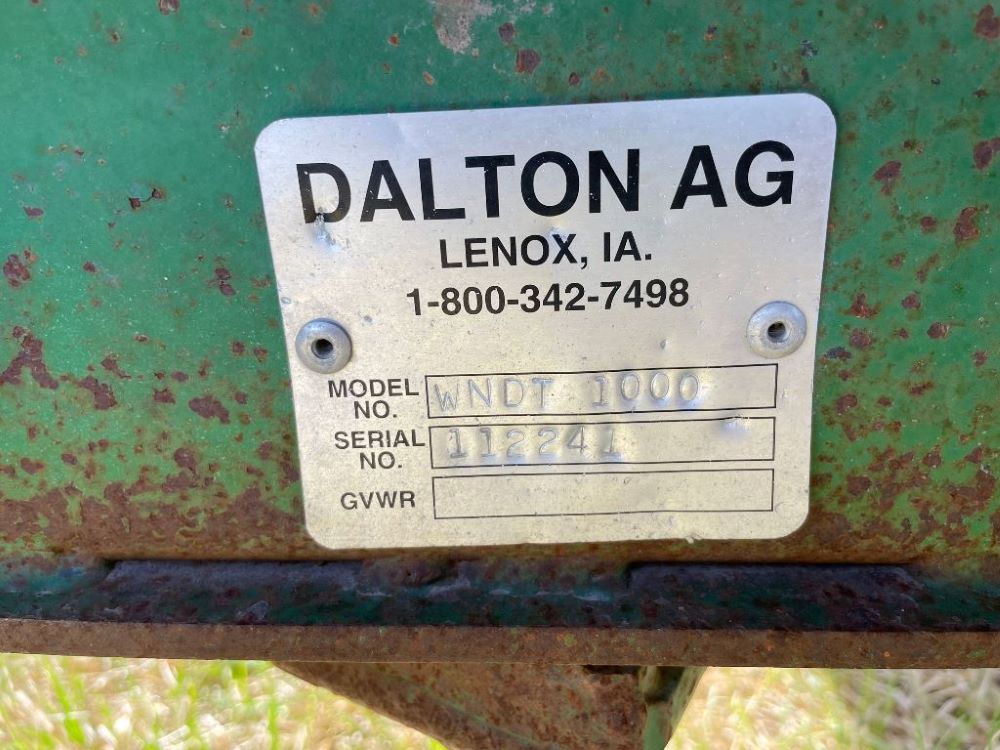 DALTON AG
LENOX, IA.
1-800-342-7498
MODEL NO. WNDT 1000
SERIAL NO. 112241
GVWR